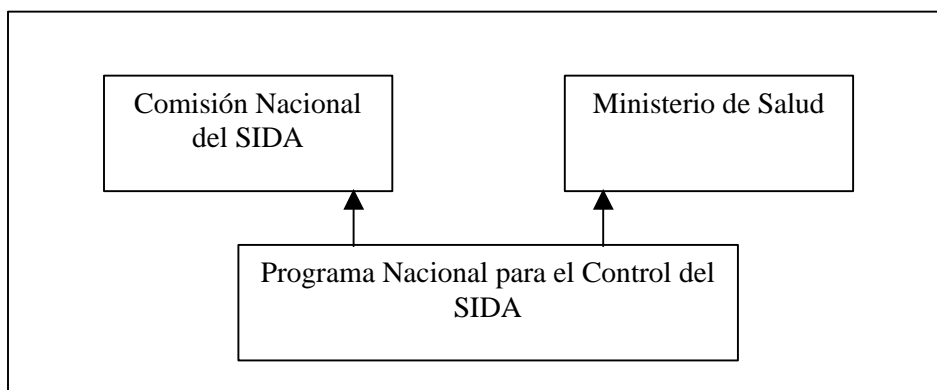 Comisión Nacional
del SIDA
Ministerio de Salud
Programa Nacional para el Control del
SIDA